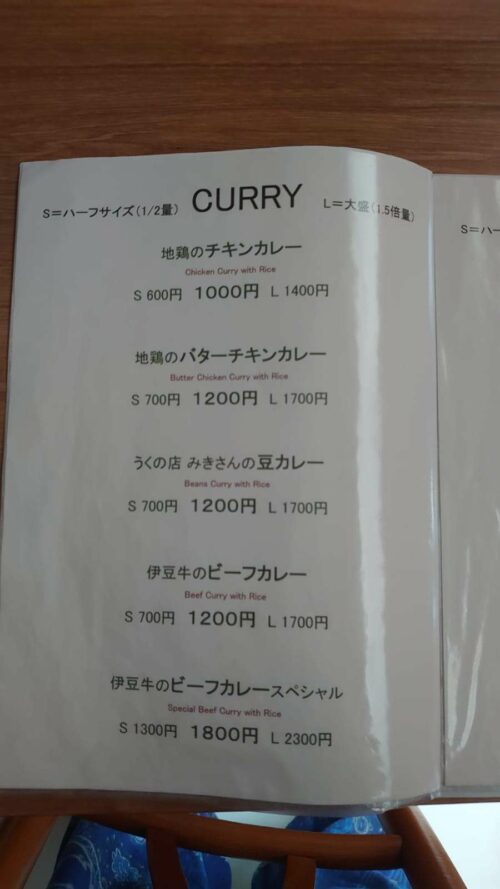 S=ハーフサイズ(1/2量) CURRY L=大盛(1.5倍量)
地鶏のチキンカレー
Chicken Curry with Rice
S 600円 1000円 L 1400円
地鶏のバターチキンカレー
Butter Chicken Curry with Rice
S 700円 1200円 L 1700円
うくの店 みきさんの豆カレー
Beans Curry with Rice
S 700円 1200円 L 1700円
伊豆牛のビーフカレー
Beef Curry with Rice
S 700円 1200円 L 1700円
伊豆牛のビーフカレースペシャル
Special Beef Curry with Rice
S 1300円 1800円 L 2300円
S=ハー